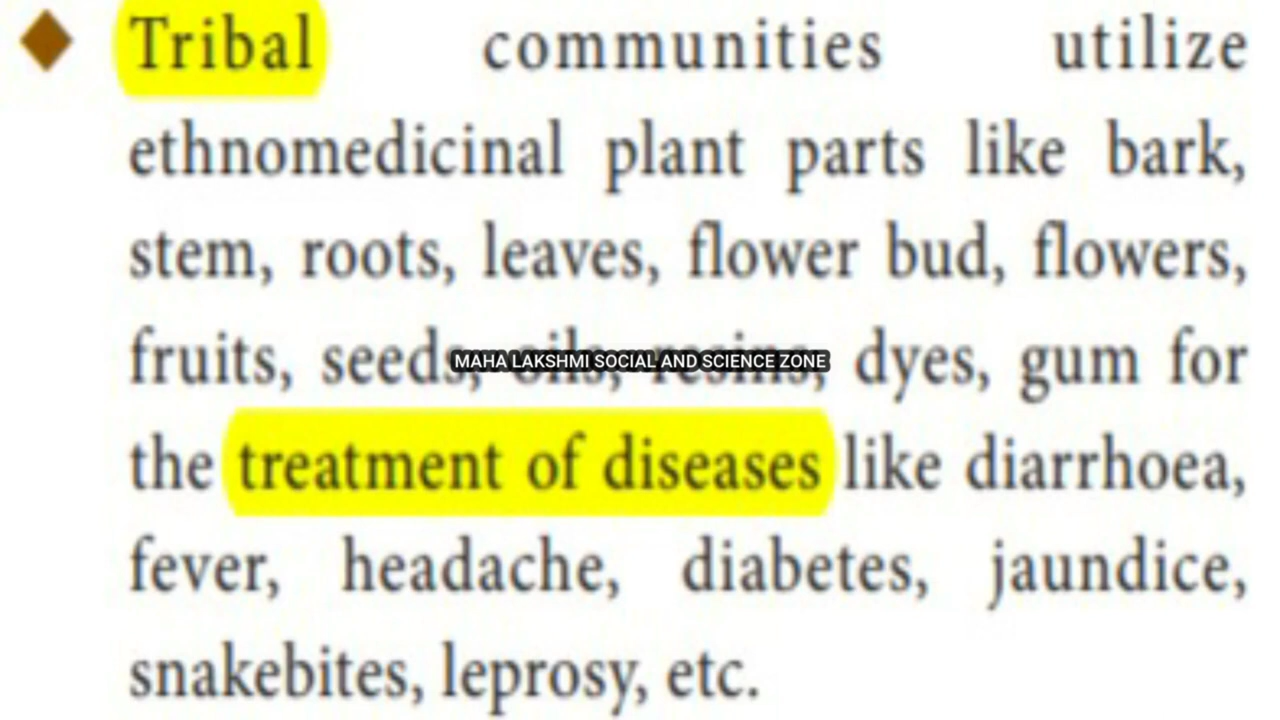 Tribal communities utilize
ethnomedicinal plant parts like bark,
stem, roots, leaves, flower bud, flowers,
fruits, seeds, oils, resins, dyes, gum for
MAHA LAKSHMI SOCIAL AND SCIENCE ZONE
the treatment of diseases like diarrhoea,
fever, headache, diabetes, jaundice,
snakebites, leprosy, etc.